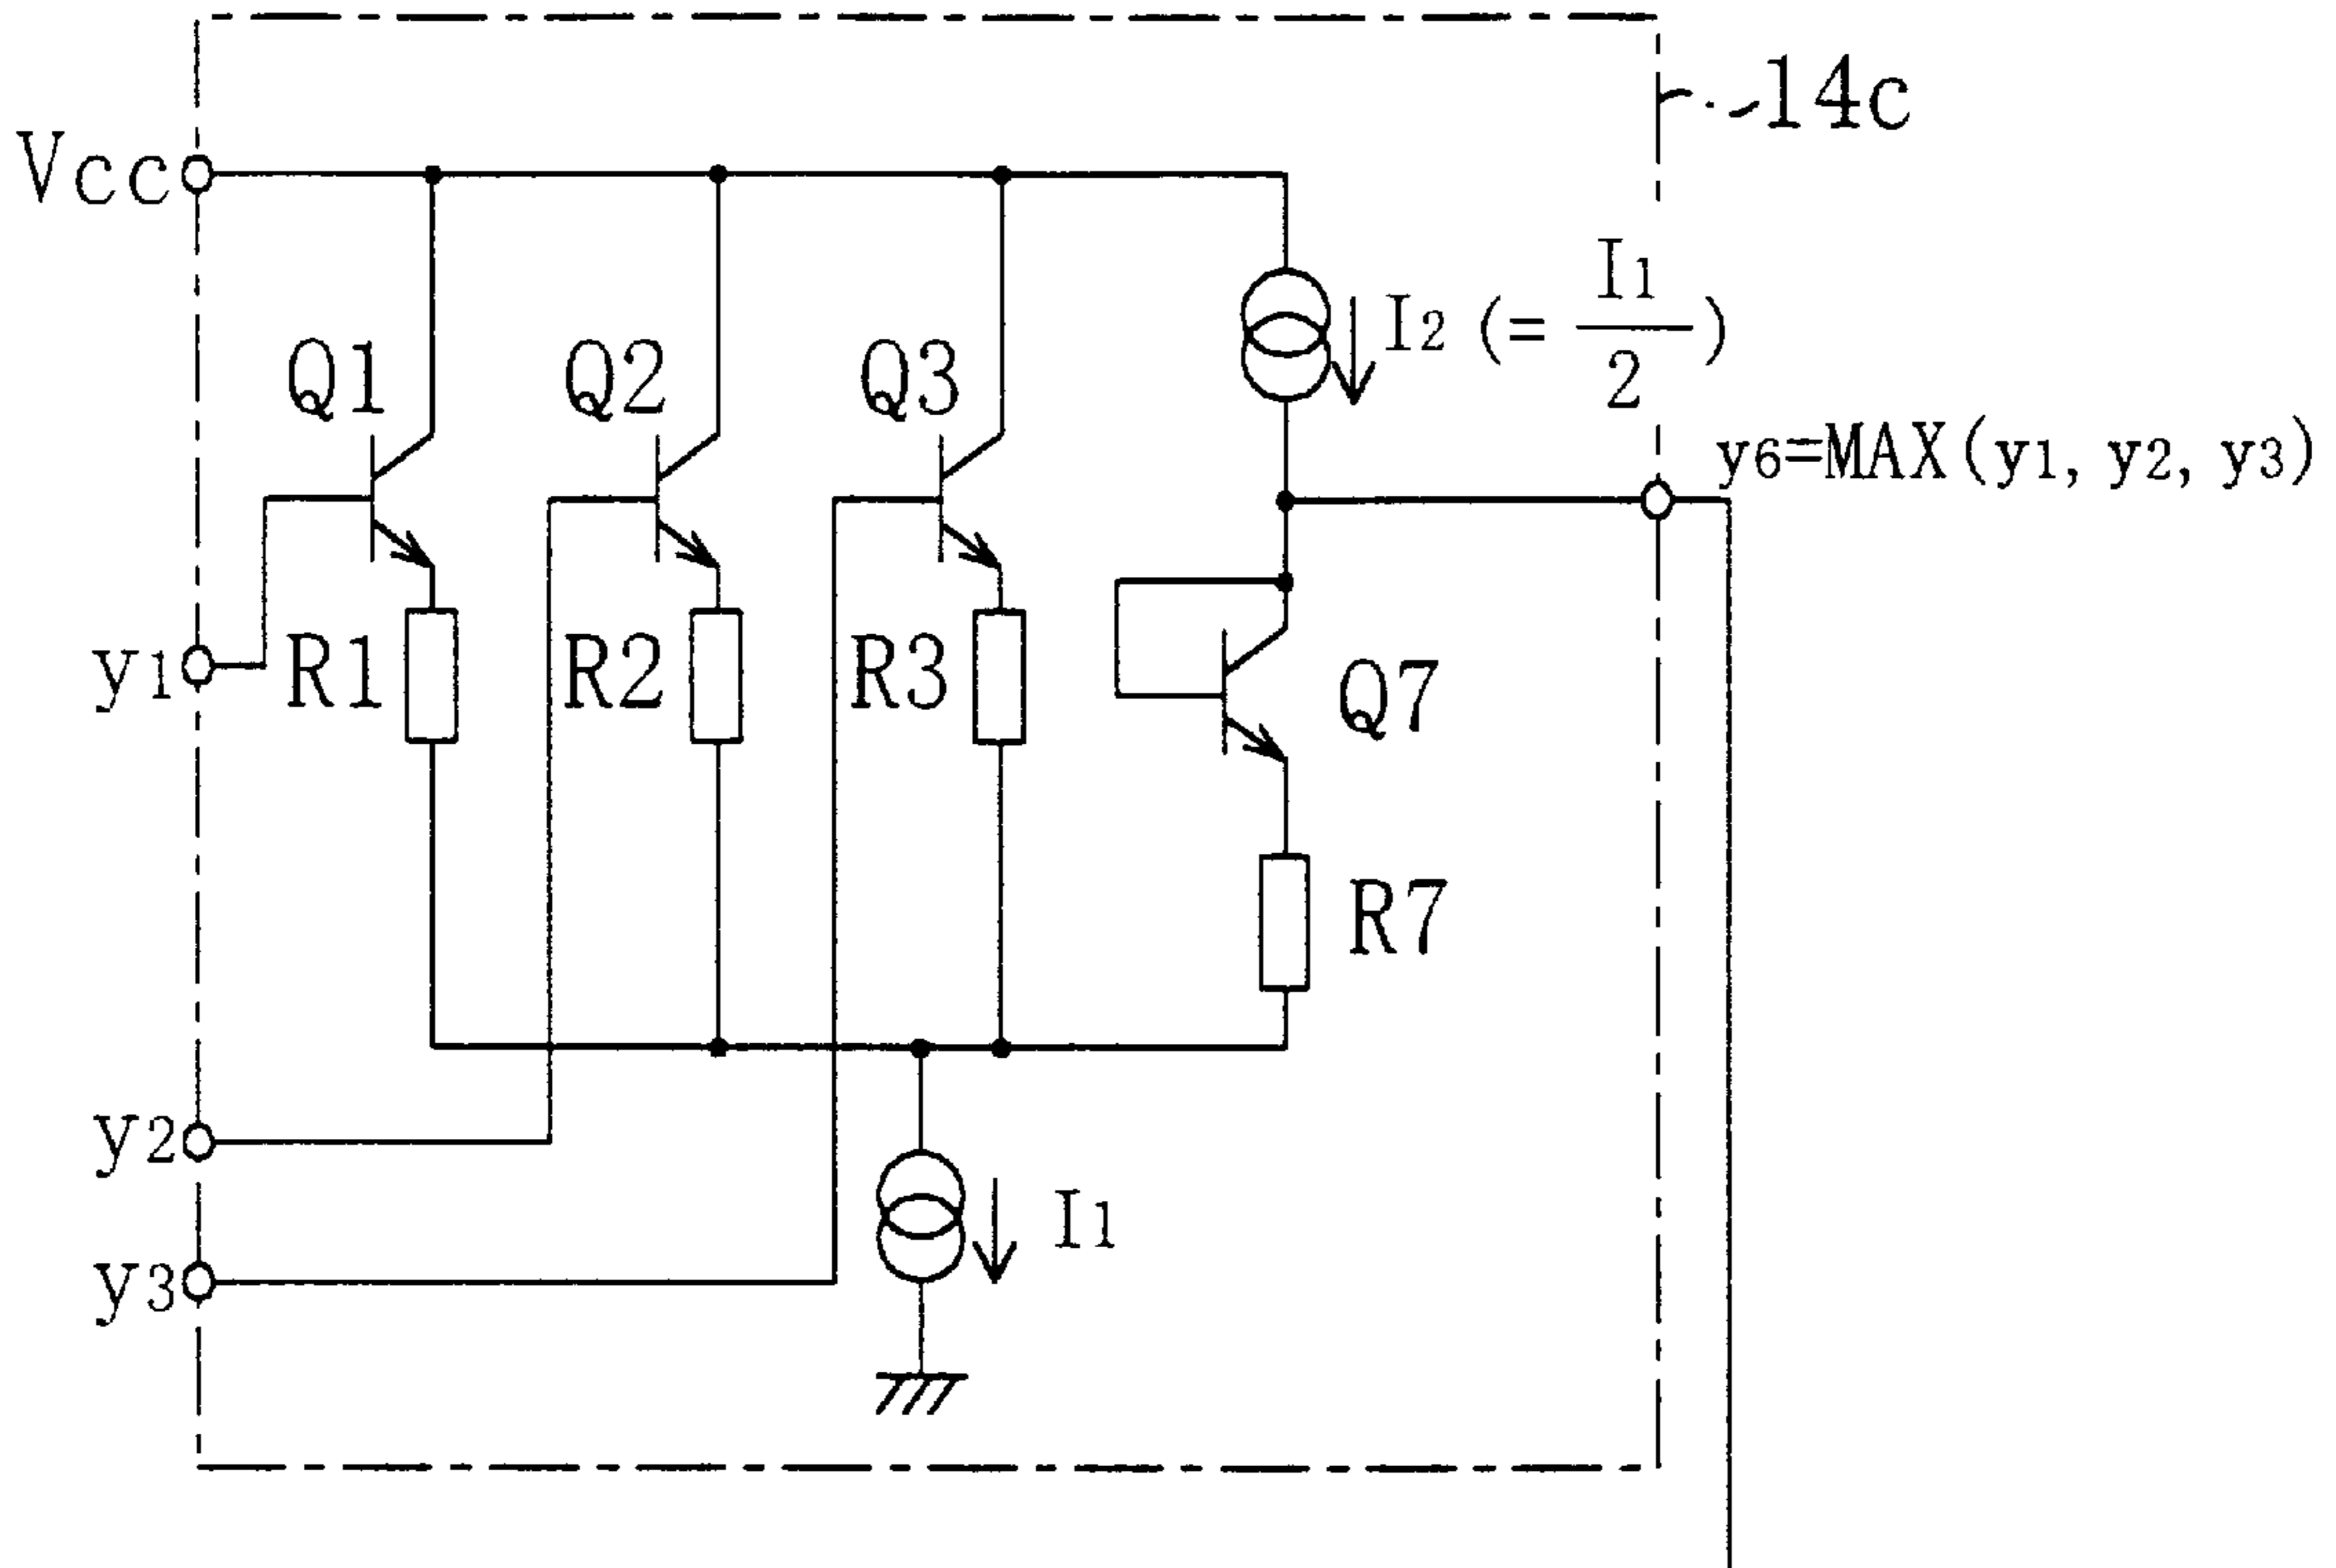 14c
Vcc
I2 (= I1/2)
Q1 Q2 Q3
y6=MAX(y1, y2, y3)
y1 R1 R2 R3 Q7
R7
y2
I1
y3